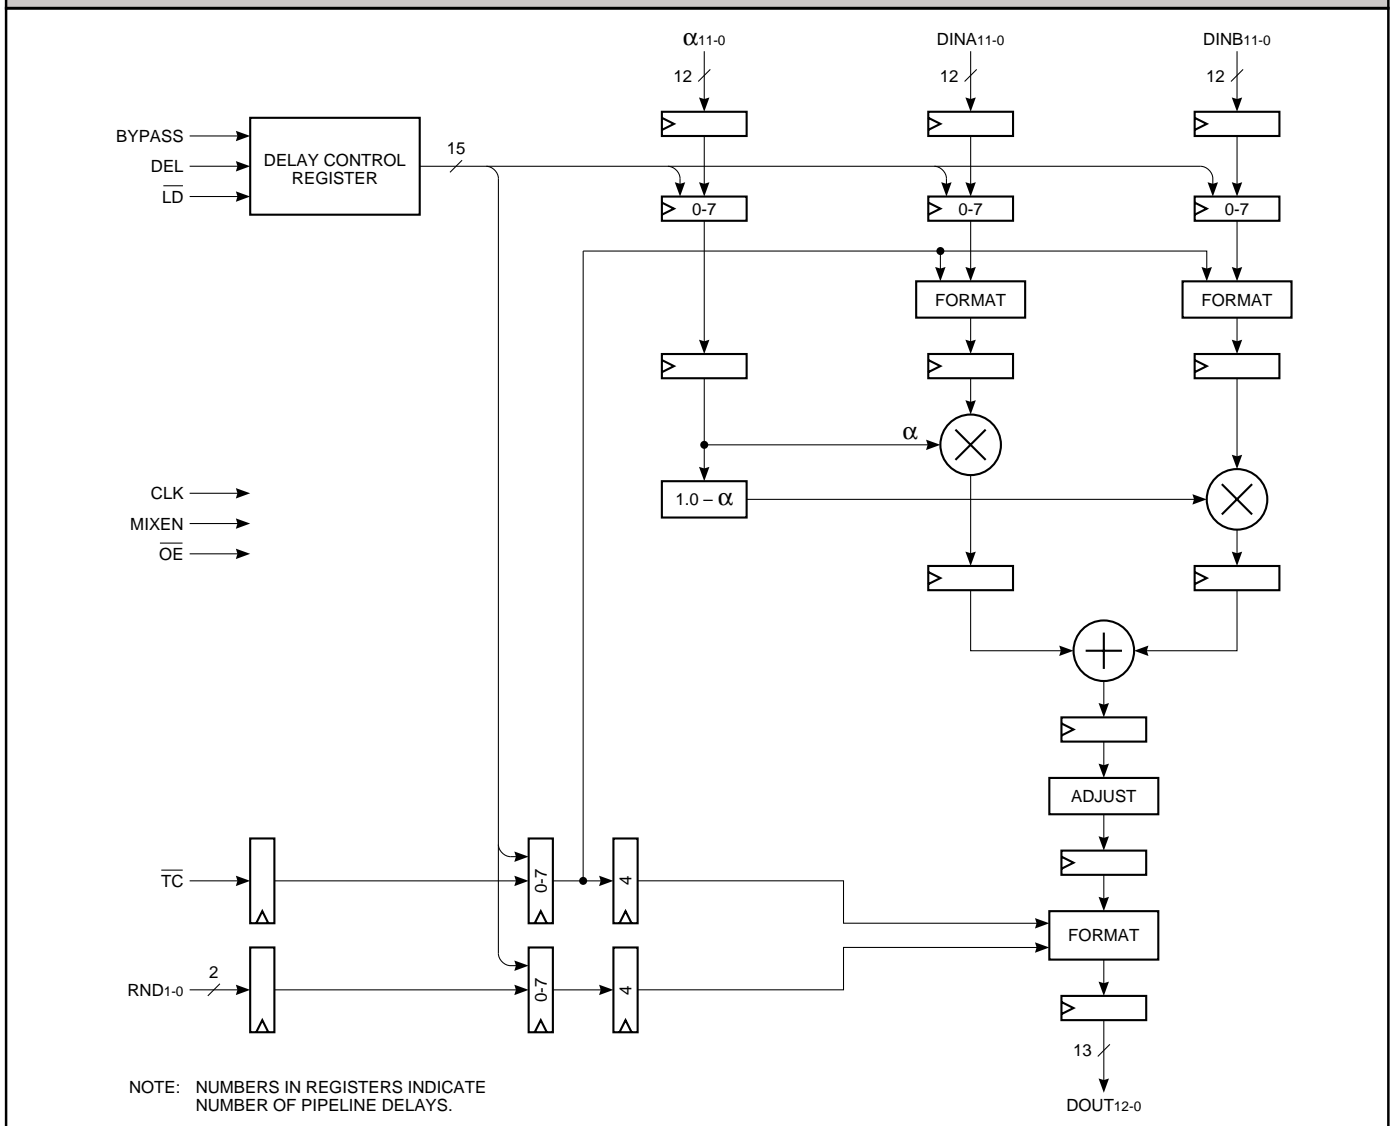 α11-0
DINA11-0
DINB11-0
12
12
12
BYPASS
DEL
LD
DELAY CONTROL
REGISTER
15
0-7
0-7
0-7
FORMAT
FORMAT
α
1.0 – α
CLK
MIXEN
OE
ADJUST
TC
0-7
4
FORMAT
RND1-0
2
0-7
4
13
DOUT12-0
NOTE: NUMBERS IN REGISTERS INDICATE
NUMBER OF PIPELINE DELAYS.